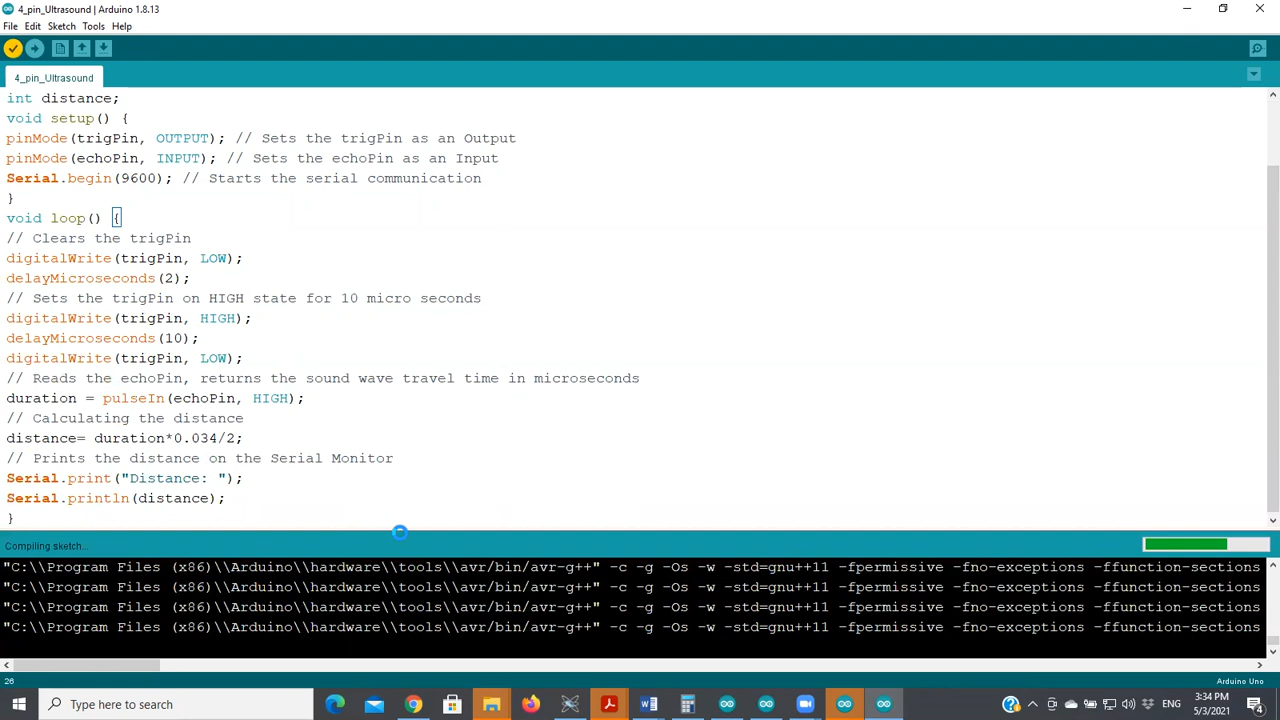 4_pin_Ultrasound | Arduino 1.8.13
File Edit Sketch Tools Help
4_pin_Ultrasound
int distance;
void setup() {
pinMode(trigPin, OUTPUT); // Sets the trigPin as an Output
pinMode(echoPin, INPUT); // Sets the echoPin as an Input
Serial.begin(9600); // Starts the serial communication
}
void loop() {
// Clears the trigPin
digitalWrite(trigPin, LOW);
delayMicroseconds(2);
// Sets the trigPin on HIGH state for 10 micro seconds
digitalWrite(trigPin, HIGH);
delayMicroseconds(10);
digitalWrite(trigPin, LOW);
// Reads the echoPin, returns the sound wave travel time in microseconds
duration = pulseIn(echoPin, HIGH);
// Calculating the distance
distance= duration*0.034/2;
// Prints the distance on the Serial Monitor
Serial.print("Distance: ");
Serial.println(distance);
}
Compiling sketch...
"C:\\Program Files (x86)\\Arduino\\hardware\\tools\\avr/bin/avr-g++" -c -g -Os -w -std=gnu++11 -fpermissive -fno-exceptions -ffunction-sections
"C:\\Program Files (x86)\\Arduino\\hardware\\tools\\avr/bin/avr-g++" -c -g -Os -w -std=gnu++11 -fpermissive -fno-exceptions -ffunction-sections
"C:\\Program Files (x86)\\Arduino\\hardware\\tools\\avr/bin/avr-g++" -c -g -Os -w -std=gnu++11 -fpermissive -fno-exceptions -ffunction-sections
"C:\\Program Files (x86)\\Arduino\\hardware\\tools\\avr/bin/avr-g++" -c -g -Os -w -std=gnu++11 -fpermissive -fno-exceptions -ffunction-sections
26 Arduino Uno
Type here to search
ENG
3:34 PM
5/3/2021
4